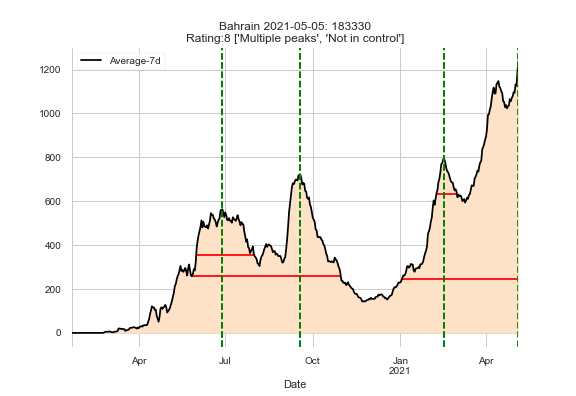 Bahrain 2021-05-05: 183330
Rating:8 ['Multiple peaks', 'Not in control']
Average-7d
1200
1000
800
600
400
200
0
Apr
Jul
Oct
Jan
2021
Apr
Date